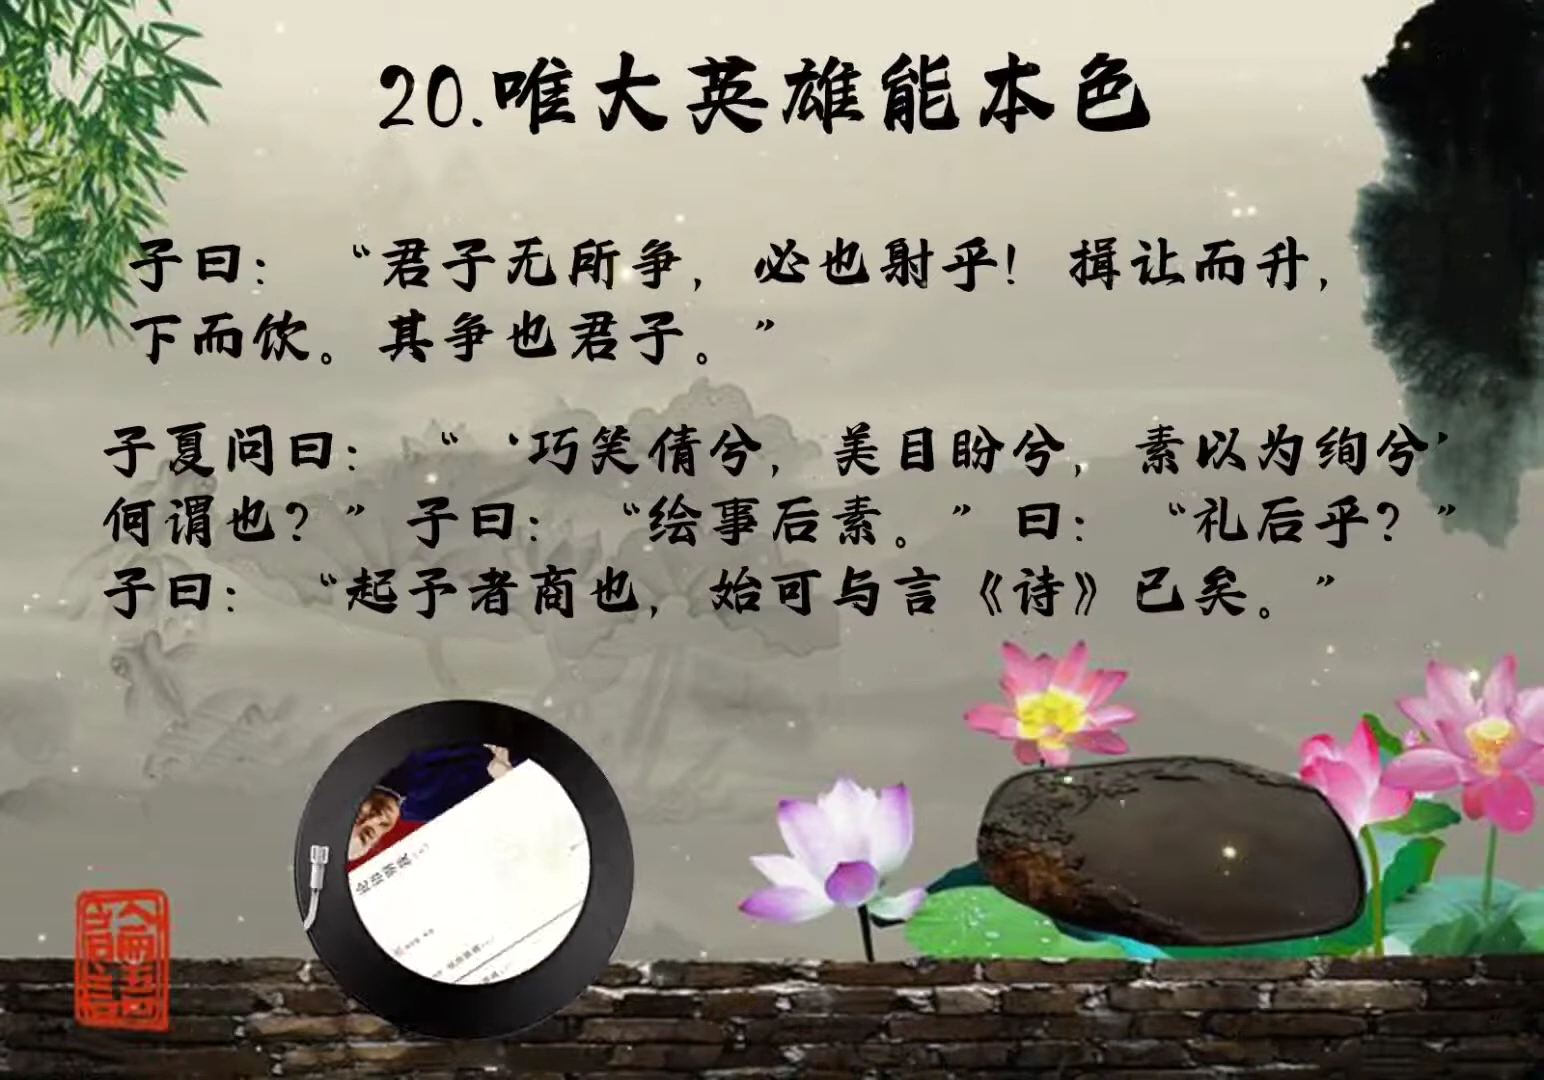 20.唯大英雄能本色
子曰：“君子无所争，必也射乎！揖让而升，
下而饮。其争也君子。”
子夏问曰：“‘巧笑倩兮，美目盼兮，素以为绚兮’
何谓也？”子曰：“绘事后素。”曰：“礼后乎？”
子曰：“起予者商也，始可与言《诗》已矣。”
論語